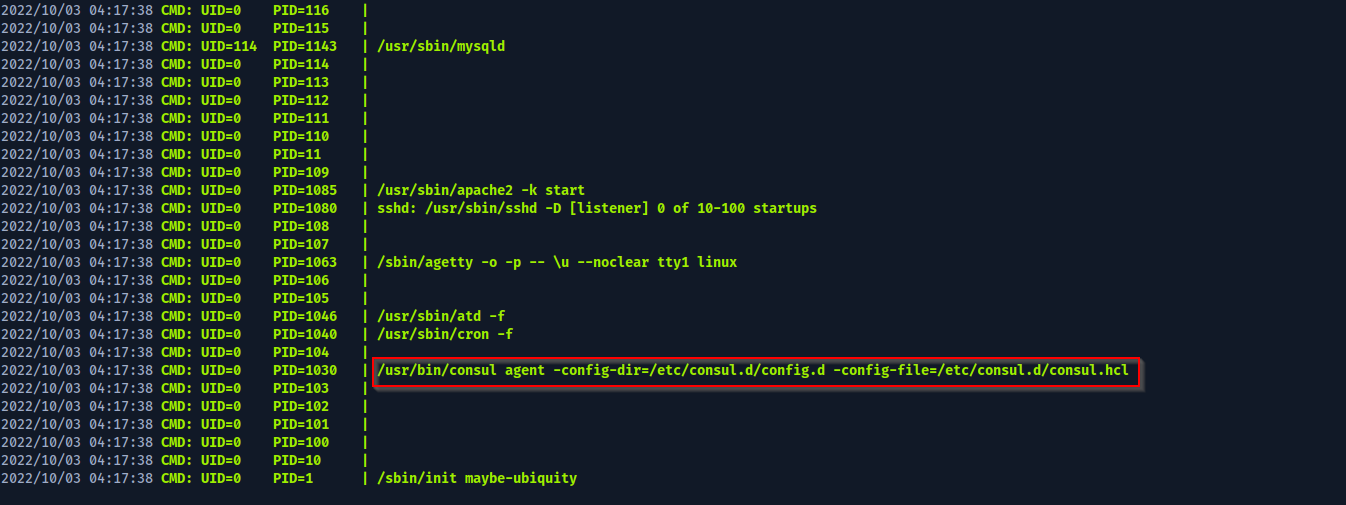 2022/10/03 04:17:38 CMD: UID=0    PID=116    |
2022/10/03 04:17:38 CMD: UID=0    PID=115    |
2022/10/03 04:17:38 CMD: UID=114  PID=1143   | /usr/sbin/mysqld
2022/10/03 04:17:38 CMD: UID=0    PID=114    |
2022/10/03 04:17:38 CMD: UID=0    PID=113    |
2022/10/03 04:17:38 CMD: UID=0    PID=112    |
2022/10/03 04:17:38 CMD: UID=0    PID=111    |
2022/10/03 04:17:38 CMD: UID=0    PID=110    |
2022/10/03 04:17:38 CMD: UID=0    PID=11     |
2022/10/03 04:17:38 CMD: UID=0    PID=109    |
2022/10/03 04:17:38 CMD: UID=0    PID=1085   | /usr/sbin/apache2 -k start
2022/10/03 04:17:38 CMD: UID=0    PID=1080   | sshd: /usr/sbin/sshd -D [listener] 0 of 10-100 startups
2022/10/03 04:17:38 CMD: UID=0    PID=108    |
2022/10/03 04:17:38 CMD: UID=0    PID=107    |
2022/10/03 04:17:38 CMD: UID=0    PID=1063   | /sbin/agetty -o -p -- \u --noclear tty1 linux
2022/10/03 04:17:38 CMD: UID=0    PID=106    |
2022/10/03 04:17:38 CMD: UID=0    PID=105    |
2022/10/03 04:17:38 CMD: UID=0    PID=1046   | /usr/sbin/atd -f
2022/10/03 04:17:38 CMD: UID=0    PID=1040   | /usr/sbin/cron -f
2022/10/03 04:17:38 CMD: UID=0    PID=104    |
2022/10/03 04:17:38 CMD: UID=0    PID=1030   | /usr/bin/consul agent -config-dir=/etc/consul.d/config.d -config-file=/etc/consul.d/consul.hcl
2022/10/03 04:17:38 CMD: UID=0    PID=103    |
2022/10/03 04:17:38 CMD: UID=0    PID=102    |
2022/10/03 04:17:38 CMD: UID=0    PID=101    |
2022/10/03 04:17:38 CMD: UID=0    PID=100    |
2022/10/03 04:17:38 CMD: UID=0    PID=10     |
2022/10/03 04:17:38 CMD: UID=0    PID=1      | /sbin/init maybe-ubiquity